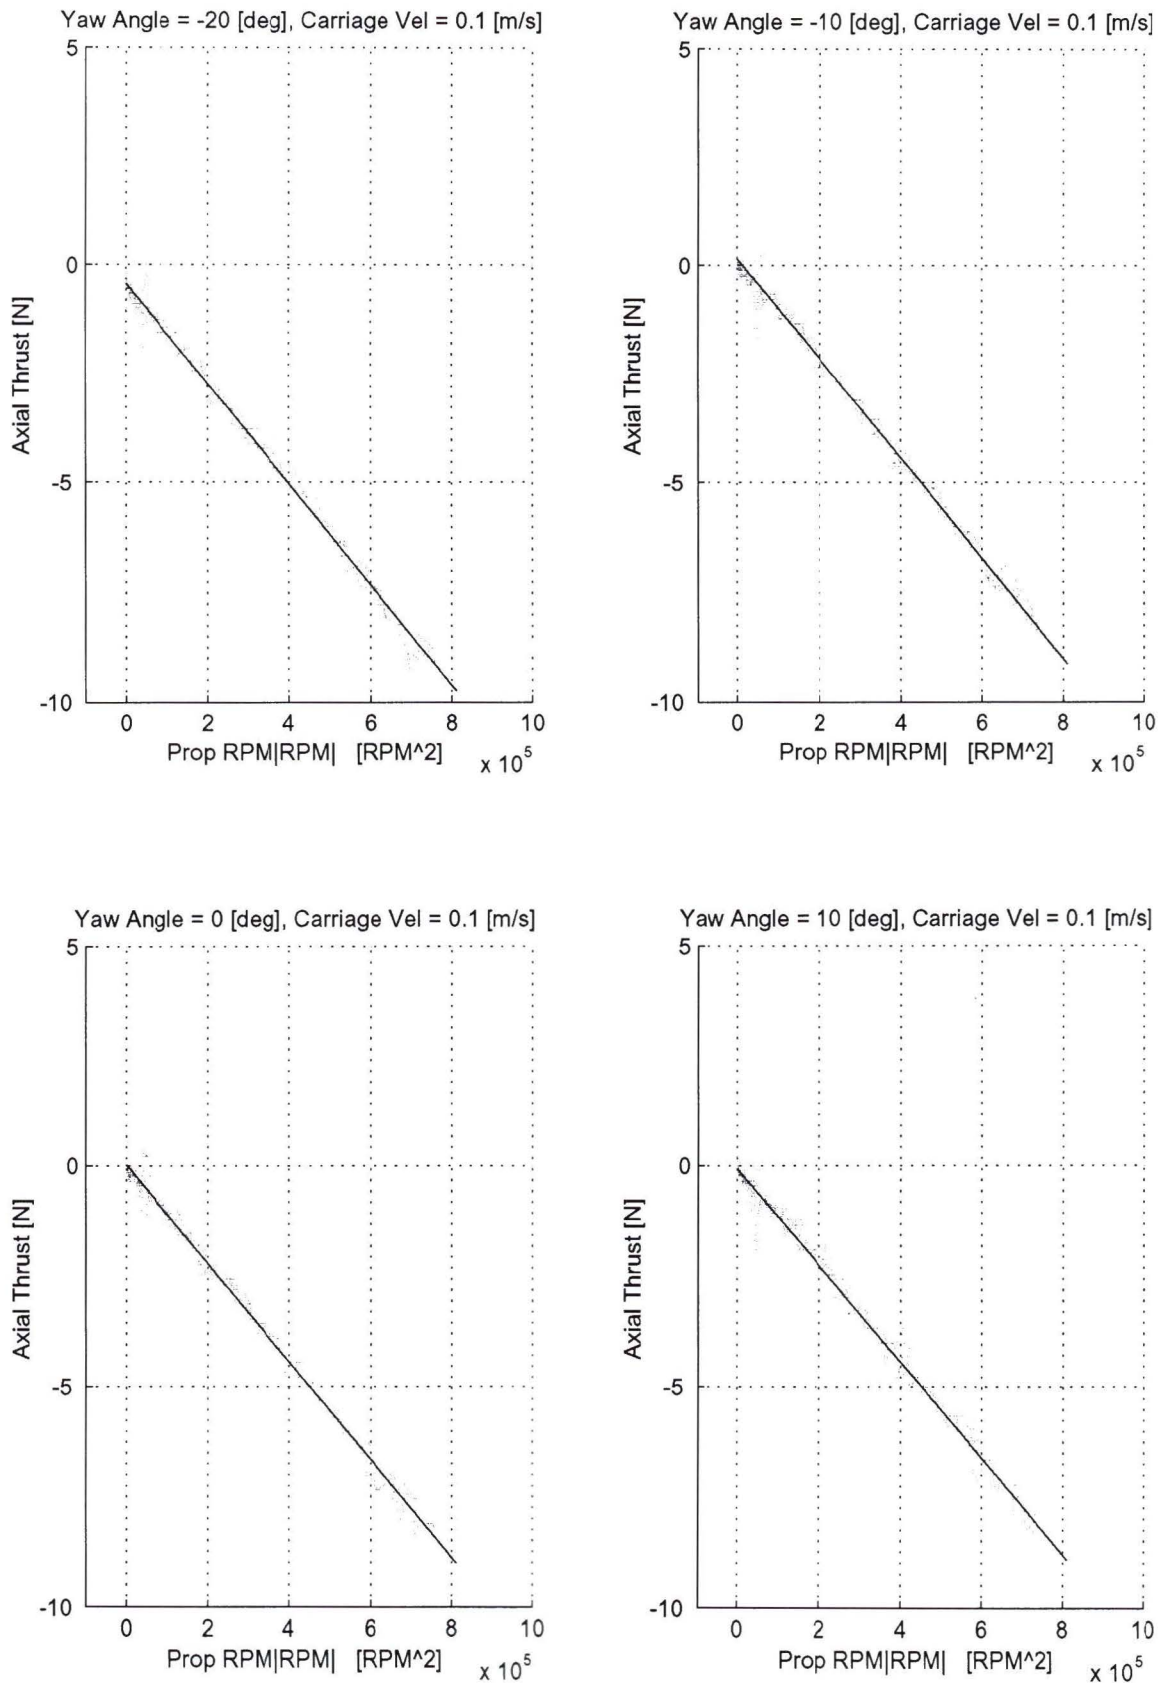 Yaw Angle = -20 [deg], Carriage Vel = 0.1 [m/s]
5
0
-5
-10
Axial Thrust [N]
0 2 4 6 8 10
Prop RPM|RPM| [RPM^2]
x 10^5
Yaw Angle = -10 [deg], Carriage Vel = 0.1 [m/s]
5
0
-5
-10
Axial Thrust [N]
0 2 4 6 8 10
Prop RPM|RPM| [RPM^2]
x 10^5
Yaw Angle = 0 [deg], Carriage Vel = 0.1 [m/s]
5
0
-5
-10
Axial Thrust [N]
0 2 4 6 8 10
Prop RPM|RPM| [RPM^2]
x 10^5
Yaw Angle = 10 [deg], Carriage Vel = 0.1 [m/s]
5
0
-5
-10
Axial Thrust [N]
0 2 4 6 8 10
Prop RPM|RPM| [RPM^2]
x 10^5